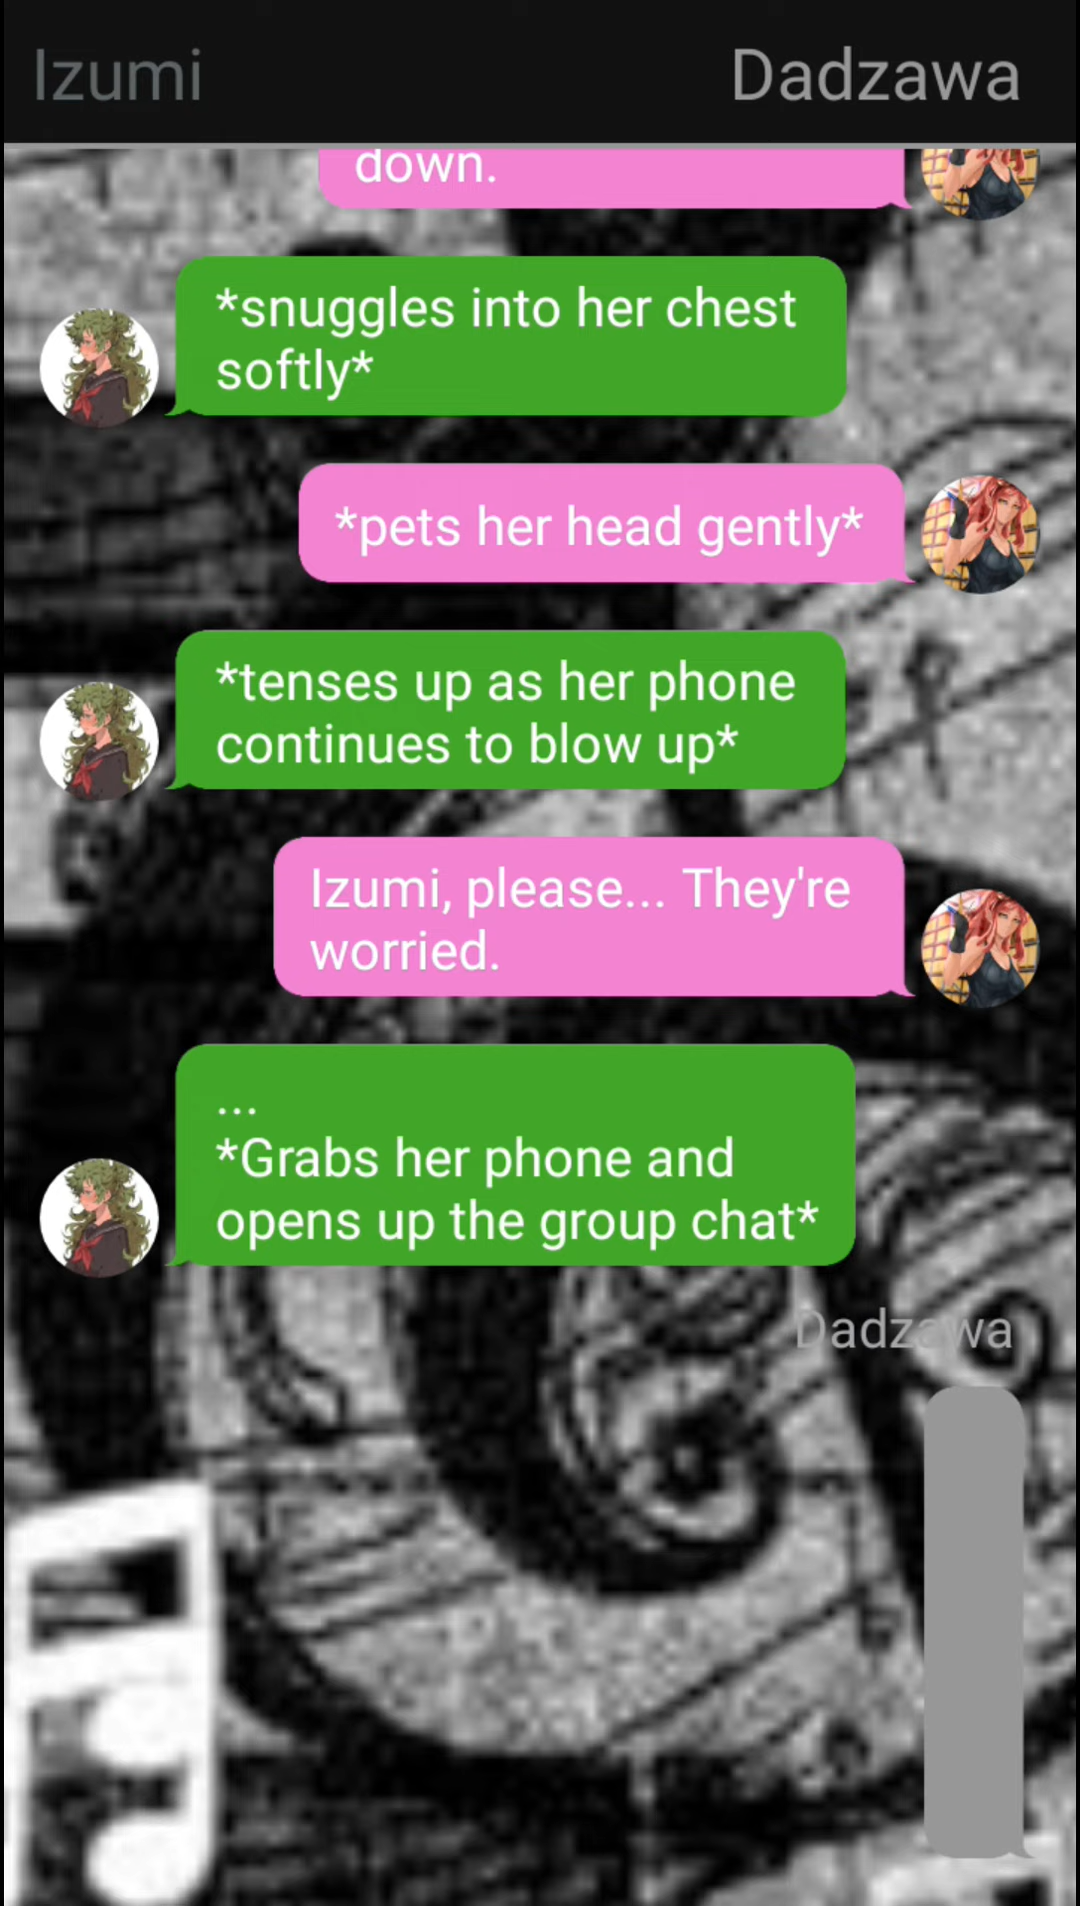 Izumi
Dadzawa
down.
*snuggles into her chest
softly*
*pets her head gently*
*tenses up as her phone
continues to blow up*
Izumi, please... They're
worried.
...
*Grabs her phone and
opens up the group chat*
Dadzawa